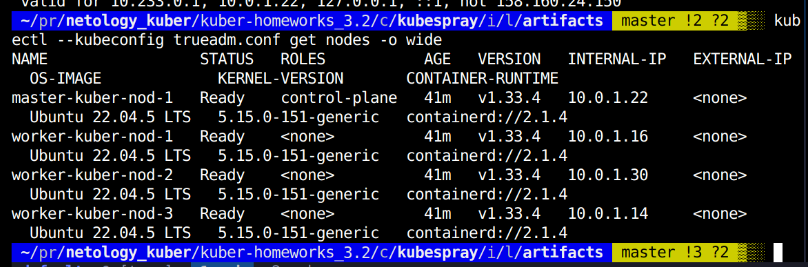 valid for 10.233.0.1, 10.0.1.22, 127.0.0.1, ::1, not 158.160.24.150
~/pr/netology_kuber/kuber-homeworks_3.2/c/kubespray/i/l/artifacts master !2 ?2 kub
ectl --kubeconfig trueadm.conf get nodes -o wide
NAME STATUS ROLES AGE VERSION INTERNAL-IP EXTERNAL-IP
OS-IMAGE KERNEL-VERSION CONTAINER-RUNTIME
master-kuber-nod-1 Ready control-plane 41m v1.33.4 10.0.1.22 <none>
Ubuntu 22.04.5 LTS 5.15.0-151-generic containerd://2.1.4
worker-kuber-nod-1 Ready <none> 41m v1.33.4 10.0.1.16 <none>
Ubuntu 22.04.5 LTS 5.15.0-151-generic containerd://2.1.4
worker-kuber-nod-2 Ready <none> 41m v1.33.4 10.0.1.30 <none>
Ubuntu 22.04.5 LTS 5.15.0-151-generic containerd://2.1.4
worker-kuber-nod-3 Ready <none> 41m v1.33.4 10.0.1.14 <none>
Ubuntu 22.04.5 LTS 5.15.0-151-generic containerd://2.1.4
~/pr/netology_kuber/kuber-homeworks_3.2/c/kubespray/i/l/artifacts master !3 ?2